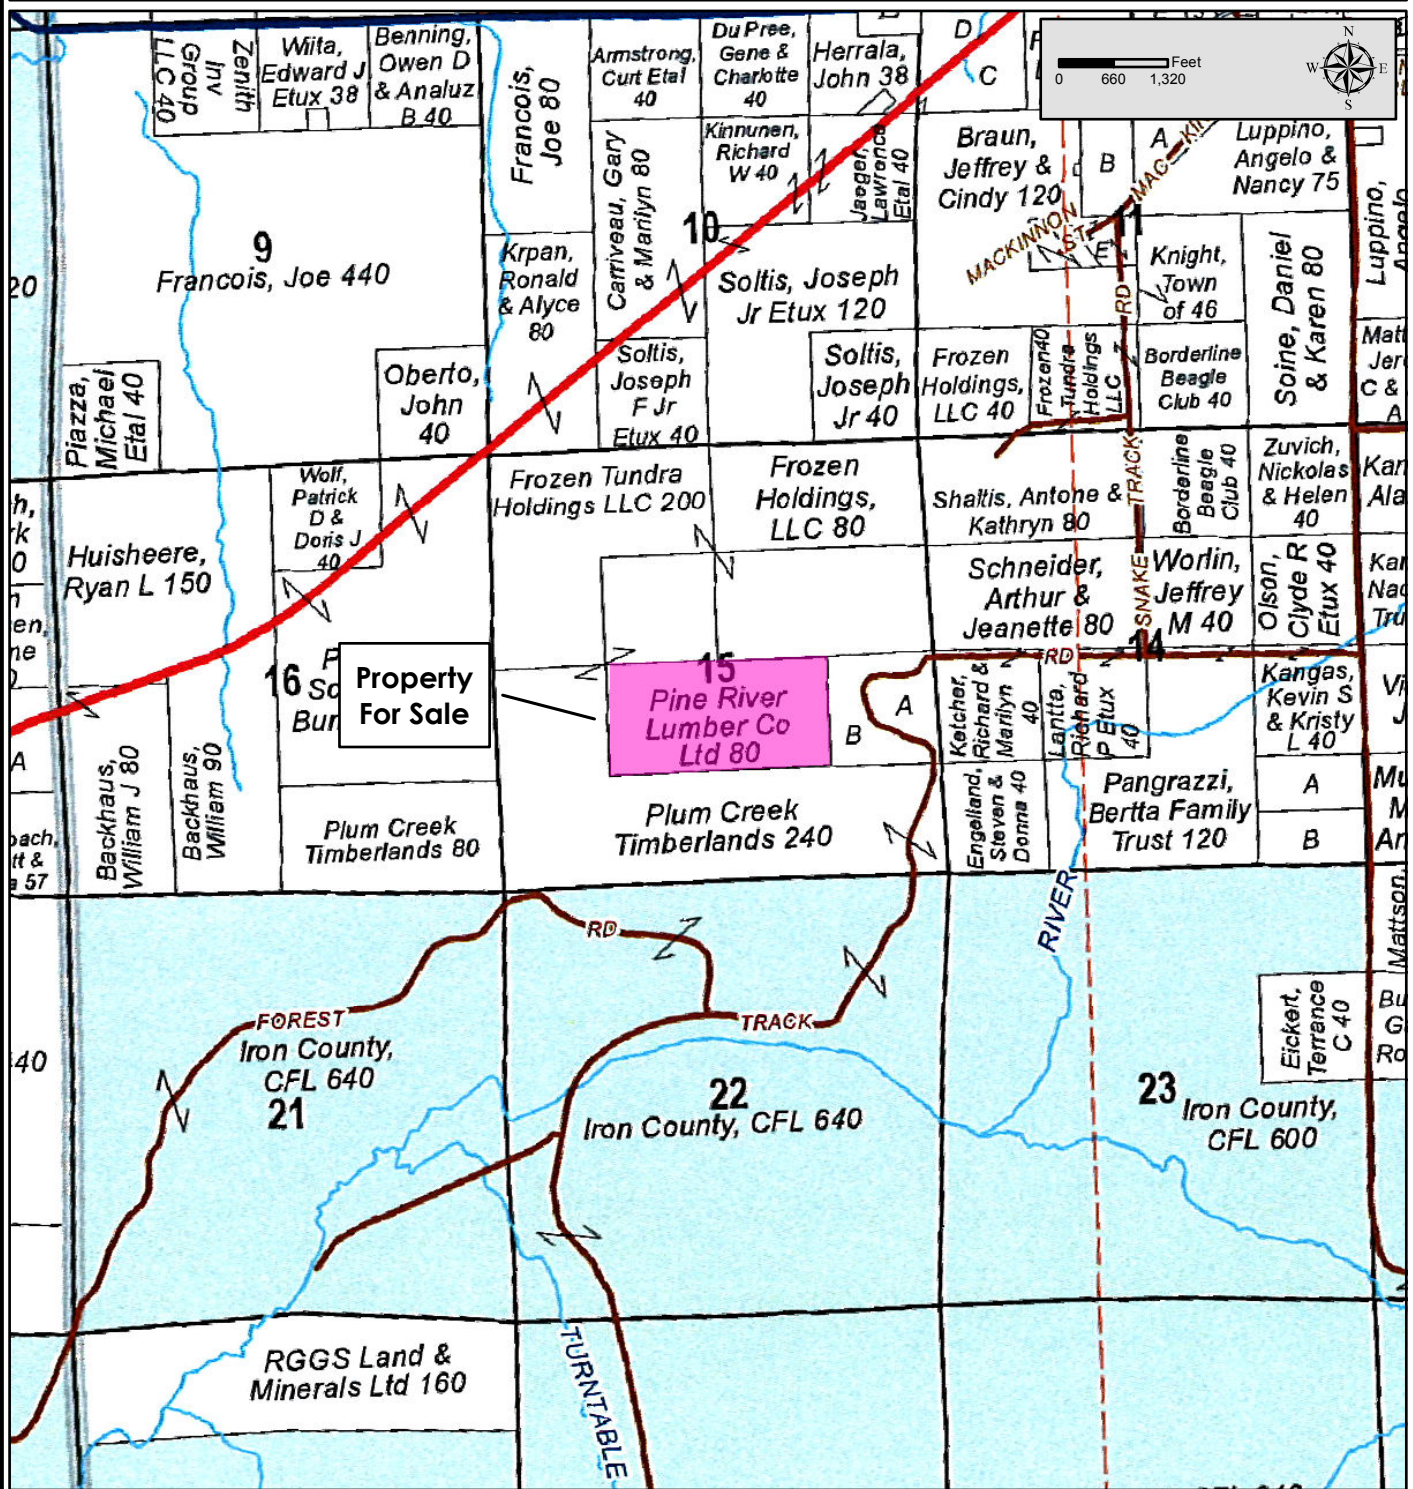 Zenith
Inv
Group
LLC 40
Wiita,
Edward J
Etux 38
Benning,
Owen D
& Analuz
B 40
Francois,
Joe 80
Armstrong,
Curt Etal
40
Du Pree,
Gene &
Charlotte
40
Herrala,
John 38
D
C
Feet
0 660 1,320
N
W E
S
Carriveau, Gary
& Marilyn 80
Kinnunen,
Richard
W 40
Jaeger,
Lawrence
Etal 40
Braun,
Jeffrey &
Cindy 120
B
A
Luppino,
Angelo &
Nancy 75
Luppino,
Angelo
MACKINNON
ST
MAC
9
Francois, Joe 440
20
Krpan,
Ronald
& Alyce
80
10
Soltis, Joseph
Jr Etux 120
11
E
RD
Knight,
Town
of 46
Soine, Daniel
& Karen 80
Piazza,
Michael
Etal 40
Oberto,
John
40
Soltis,
Joseph
F Jr
Etux 40
Soltis,
Joseph
Jr 40
Frozen
Holdings,
LLC 40
Frozen 40
Tundra
Holdings
LLC
Borderline
Beagle
Club 40
Matt
C &
A
Huisheere,
Ryan L 150
Wolf,
Patrick
D &
Doris J
40
Frozen Tundra
Holdings LLC 200
Frozen
Holdings,
LLC 80
Shaltis, Antone &
Kathryn 80
SNAKE TRACK
Borderline
Beagle
Club 40
Zuvich,
Nickolas
& Helen
40
Schneider,
Arthur &
Jeanette 80
Worlin,
Jeffrey
M 40
Olson,
Clyde R
Etux 40
16
Property
For Sale
15
Pine River
Lumber Co
Ltd 80
B
A
RD
14
Ketcher,
Richard &
Marilyn
40
Lantta,
Richard
P Etux
40
Kangas,
Kevin S
& Kristy
L 40
A
Backhaus,
William J 80
Backhaus,
William 90
Plum Creek
Timberlands 80
Plum Creek
Timberlands 240
Engelland,
Steven &
Donna 40
Pangrazzi,
Bertta Family
Trust 120
A
B
57
RIVER
Mattson,
RD
FOREST
TRACK
Iron County,
CFL 640
21
40
22
Iron County, CFL 640
23
Iron County,
CFL 600
Eickert,
Terrance
C 40
RGGS Land &
Minerals Ltd 160
TURNTABLE